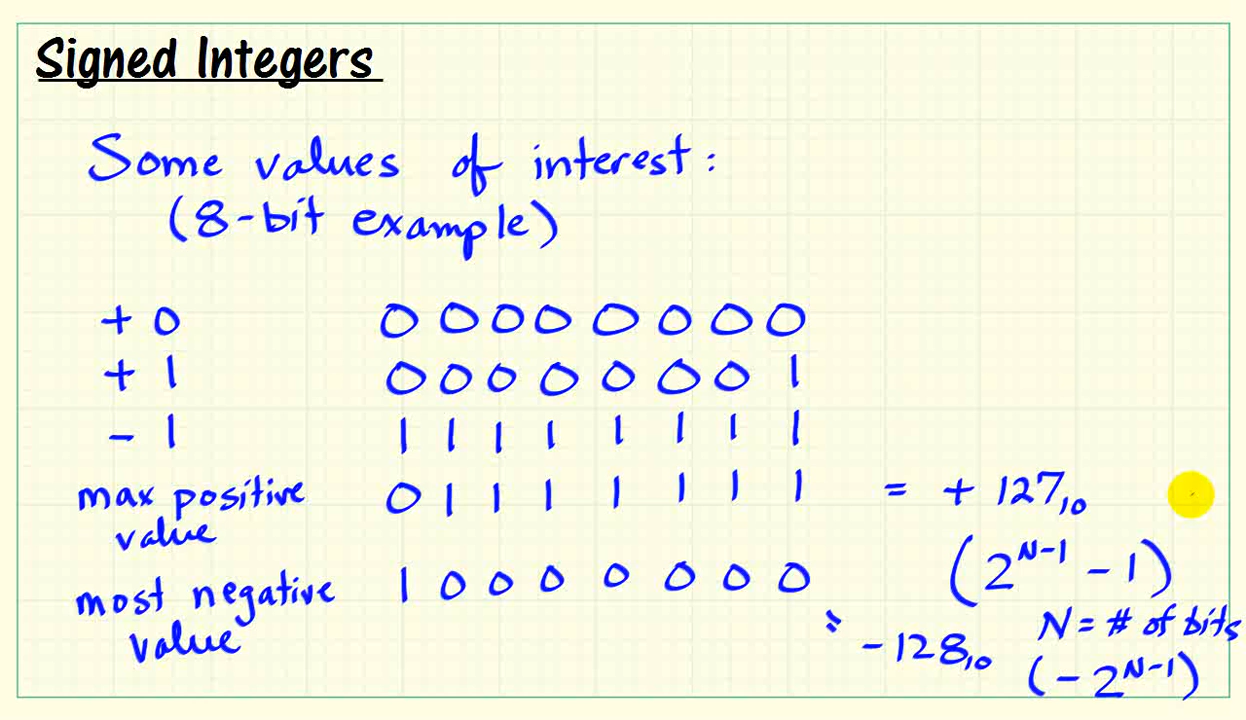 Signed Integers
Some values of interest:
(8-bit example)
+ 0 0 0 0 0 0 0 0 0
+ 1 0 0 0 0 0 0 0 1
- 1 1 1 1 1 1 1 1 1
max positive value 0 1 1 1 1 1 1 1 = + 127₁₀
(2^(N-1) - 1)
N = # of bits
most negative value 1 0 0 0 0 0 0 0 = -128₁₀ (-2^(N-1))